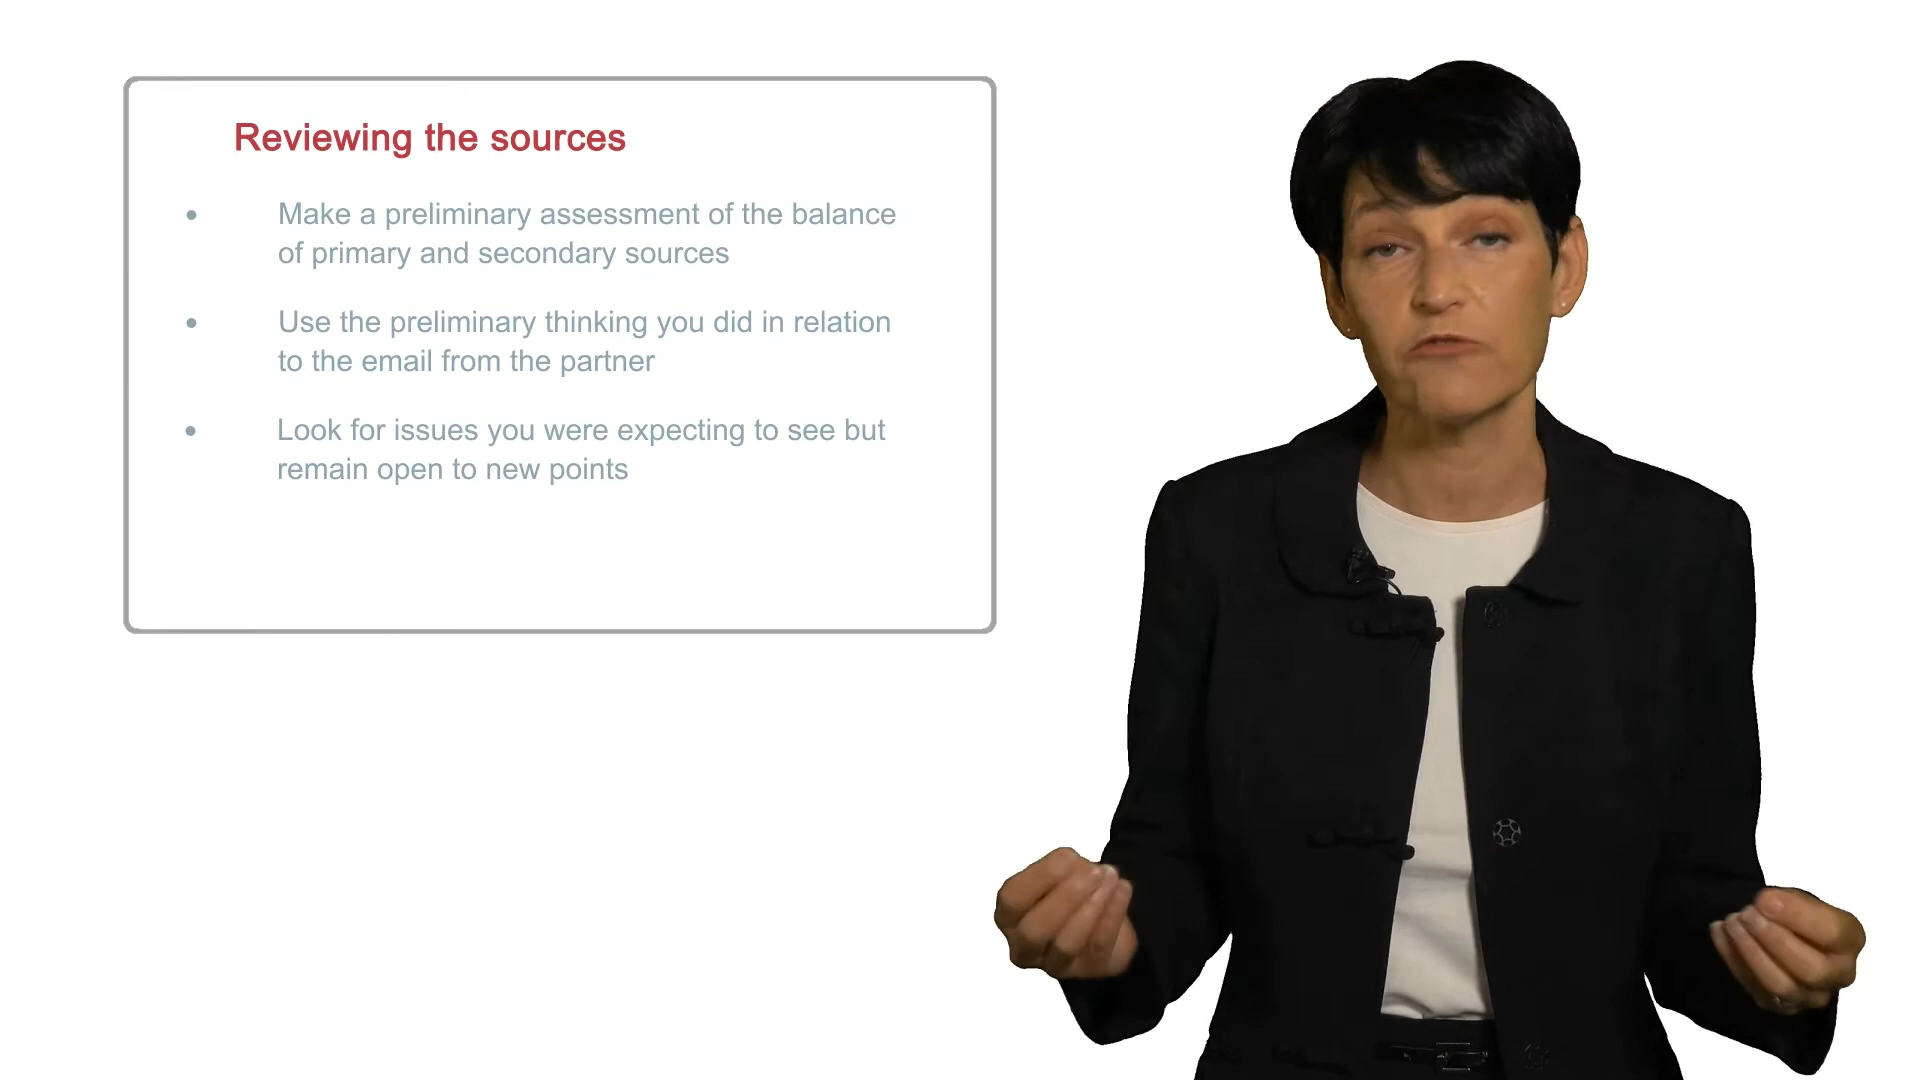 Reviewing the sources
• Make a preliminary assessment of the balance
of primary and secondary sources
• Use the preliminary thinking you did in relation
to the email from the partner
• Look for issues you were expecting to see but
remain open to new points